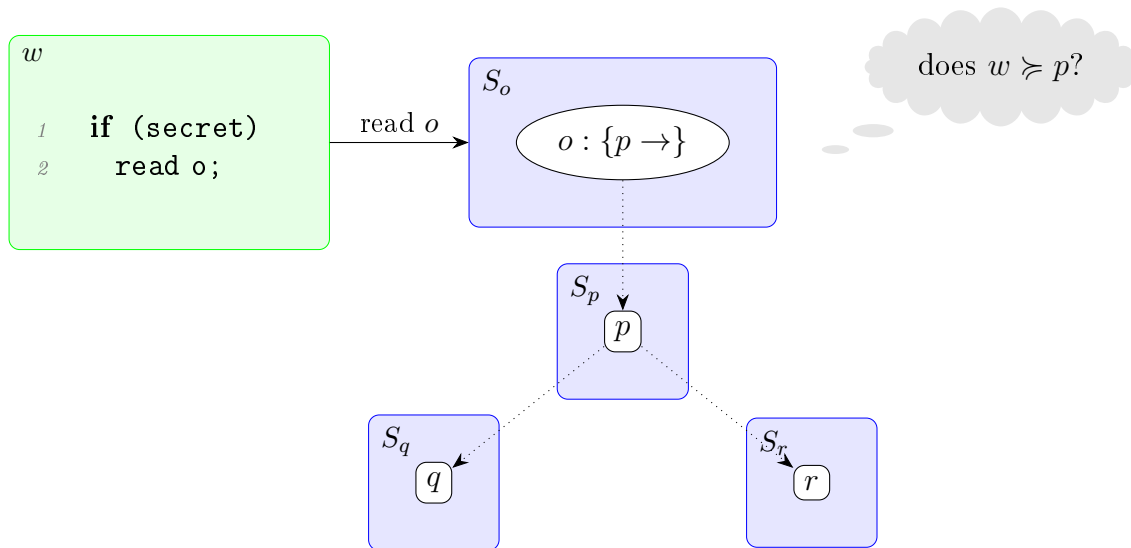 w
1 if (secret)
2 read o;
read o
S_o
o : {p →}
does w ≽ p?
S_p
p
S_q
q
S_r
r